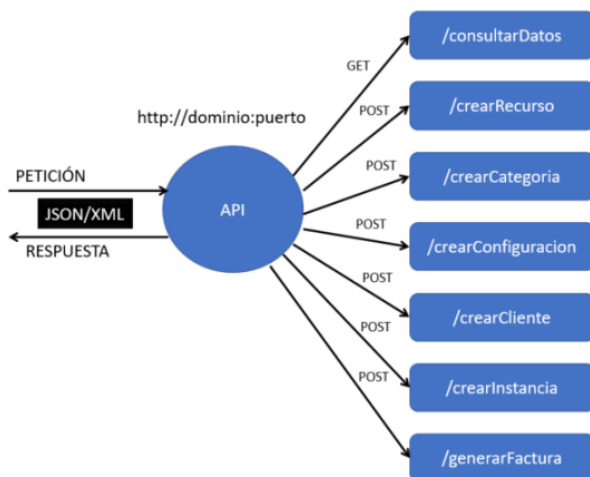 /consultarDatos
GET
/crearRecurso
POST
http://dominio:puerto
/crearCategoria
POST
PETICIÓN
JSON/XML
API
RESPUESTA
POST
/crearConfiguracion
POST
/crearCliente
POST
/crearInstancia
POST
/generarFactura